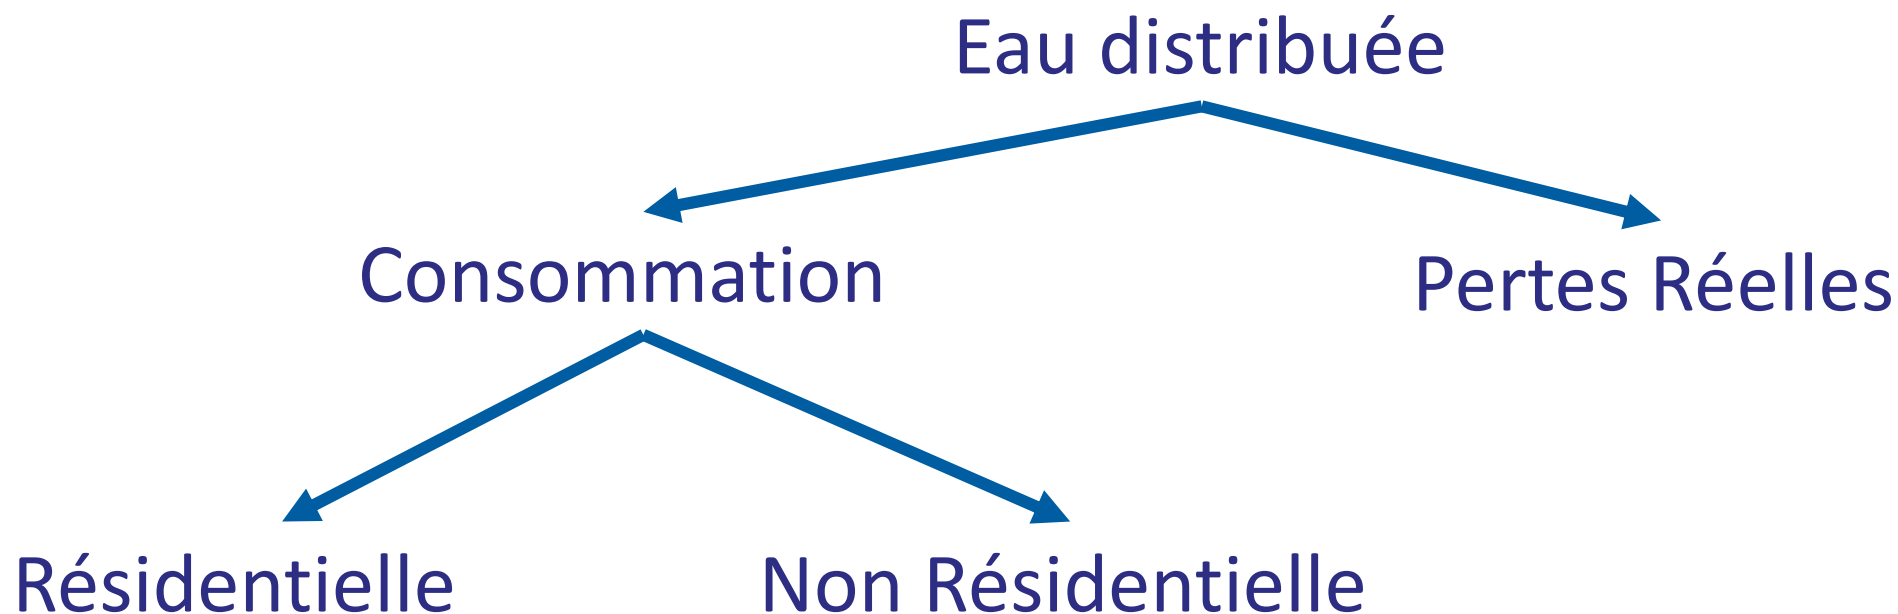 Eau distribuée
Consommation
Pertes Réelles
Résidentielle
Non Résidentielle